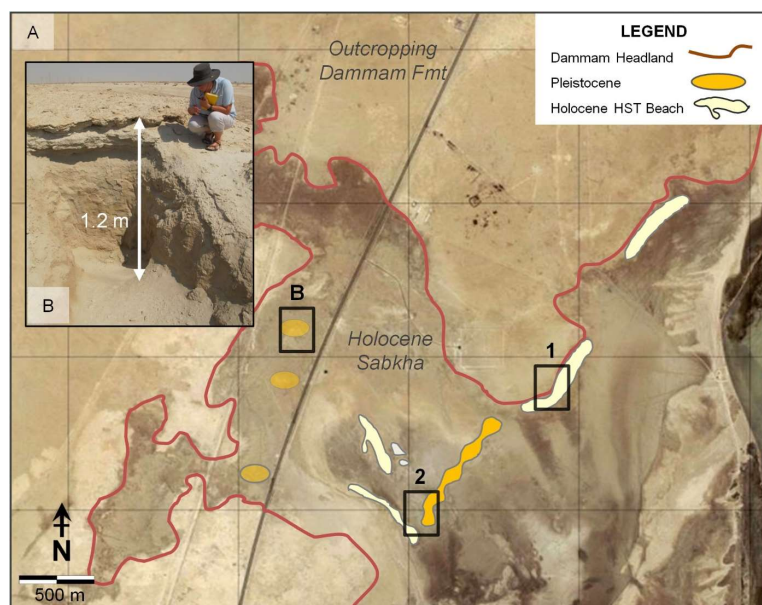 A
Outcropping
Dammam Fmt
LEGEND
Dammam Headland
Pleistocene
Holocene HST Beach
1.2 m
B
B
Holocene
Sabkha
1
2
N
500 m